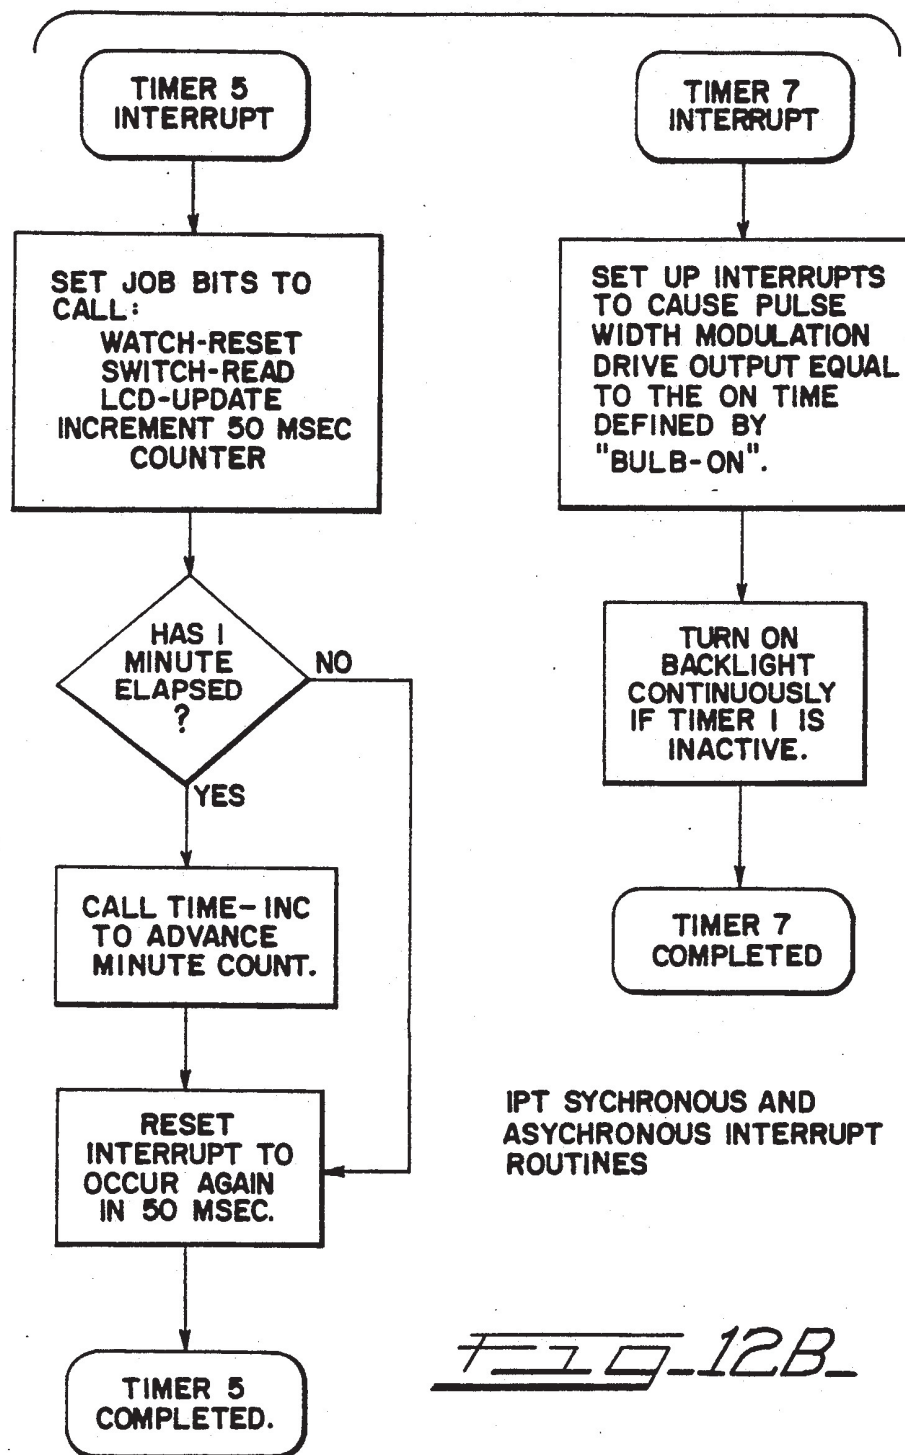 TIMER 5
INTERRUPT
SET JOB BITS TO
CALL:
WATCH-RESET
SWITCH-READ
LCD-UPDATE
INCREMENT 50 MSEC
COUNTER
HAS 1
MINUTE
ELAPSED
?
NO
YES
CALL TIME-INC
TO ADVANCE
MINUTE COUNT.
RESET
INTERRUPT TO
OCCUR AGAIN
IN 50 MSEC.
TIMER 5
COMPLETED.
TIMER 7
INTERRUPT
SET UP INTERRUPTS
TO CAUSE PULSE
WIDTH MODULATION
DRIVE OUTPUT EQUAL
TO THE ON TIME
DEFINED BY
"BULB-ON".
TURN ON
BACKLIGHT
CONTINUOUSLY
IF TIMER 1 IS
INACTIVE.
TIMER 7
COMPLETED
IPT SYCHRONOUS AND
ASYCHRONOUS INTERRUPT
ROUTINES
Fig-12B-